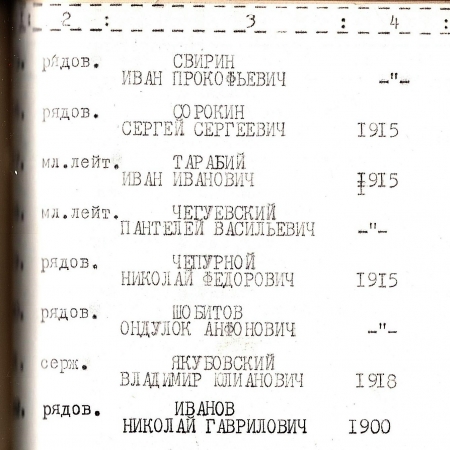 2 : 3 : 4 :
рядов. СВИРИН
ИВАН ПРОКОФЬЕВИЧ -"-
рядов. СОРОКИН
СЕРГЕЙ СЕРГЕЕВИЧ 1915
мл.лейт. ТАРАБИЙ
ИВАН ИВАНОВИЧ 1915
мл.лейт. ЧЕГУЕВСКИЙ
ПАНТЕЛЕЙ ВАСИЛЬЕВИЧ -"-
рядов. ЧЕПУРНОЙ
НИКОЛАЙ ФЕДОРОВИЧ 1915
рядов. ШОБИТОВ
ОНДУЛОК АНФОНОВИЧ -"-
серж. ЯКУБОВСКИЙ
ВЛАДИМИР ЮЛИАНОВИЧ 1918
рядов. ИВАНОВ
НИКОЛАЙ ГАВРИЛОВИЧ 1900